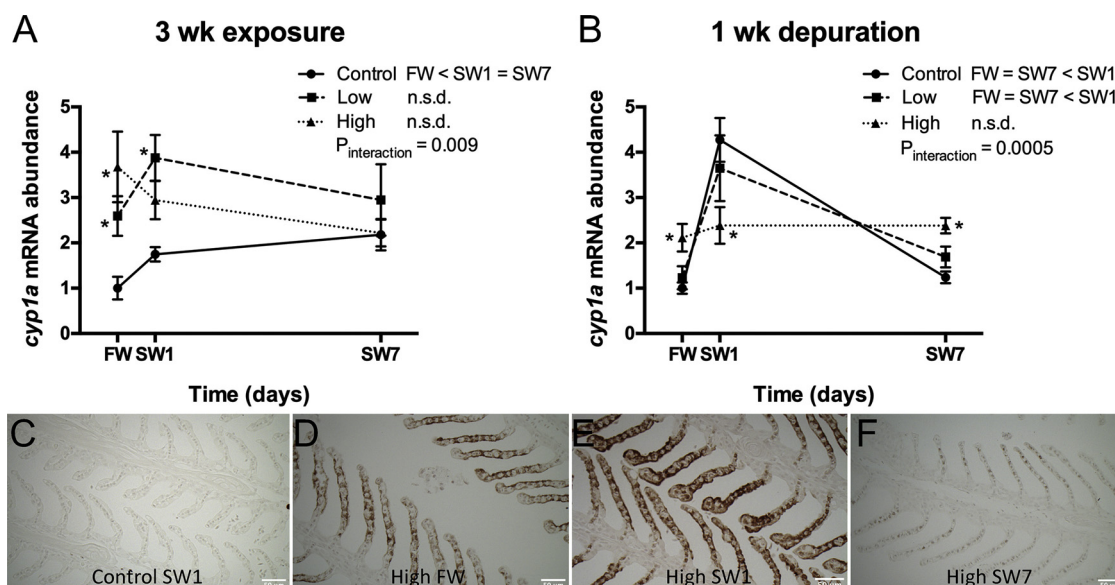 A
3 wk exposure
Control FW < SW1 = SW7
Low n.s.d.
High n.s.d.
Pinteraction = 0.009
cyp1a mRNA abundance
5
4
3
2
1
0
*
*
*
FW SW1 SW7
Time (days)
B
1 wk depuration
Control FW = SW7 < SW1
Low FW = SW7 < SW1
High n.s.d.
Pinteraction = 0.0005
cyp1a mRNA abundance
5
4
3
2
1
0
*
*
*
FW SW1 SW7
Time (days)
C
Control SW1
D
High FW
E
High SW1
F
High SW7